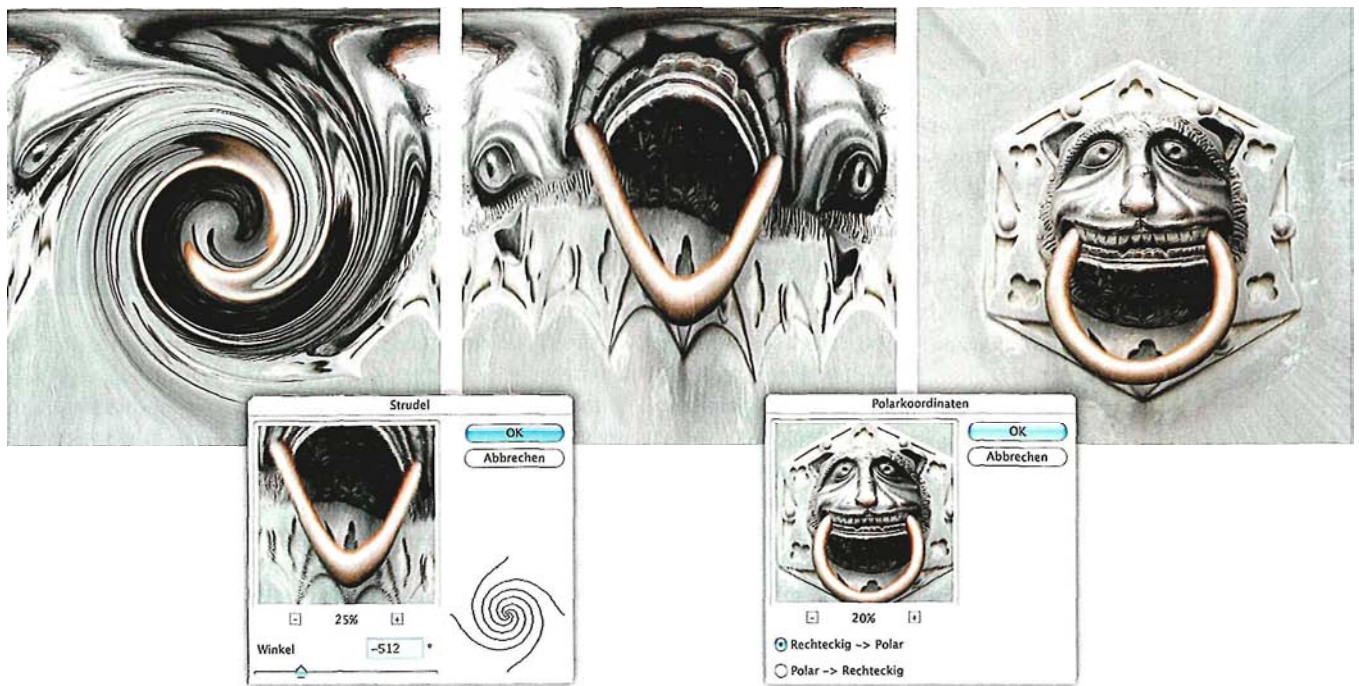 Strudel
OK
Abbrechen
25%
Winkel -512 °
Polarkoordinaten
OK
Abbrechen
20%
Rechteckig -> Polar
Polar -> Rechteckig